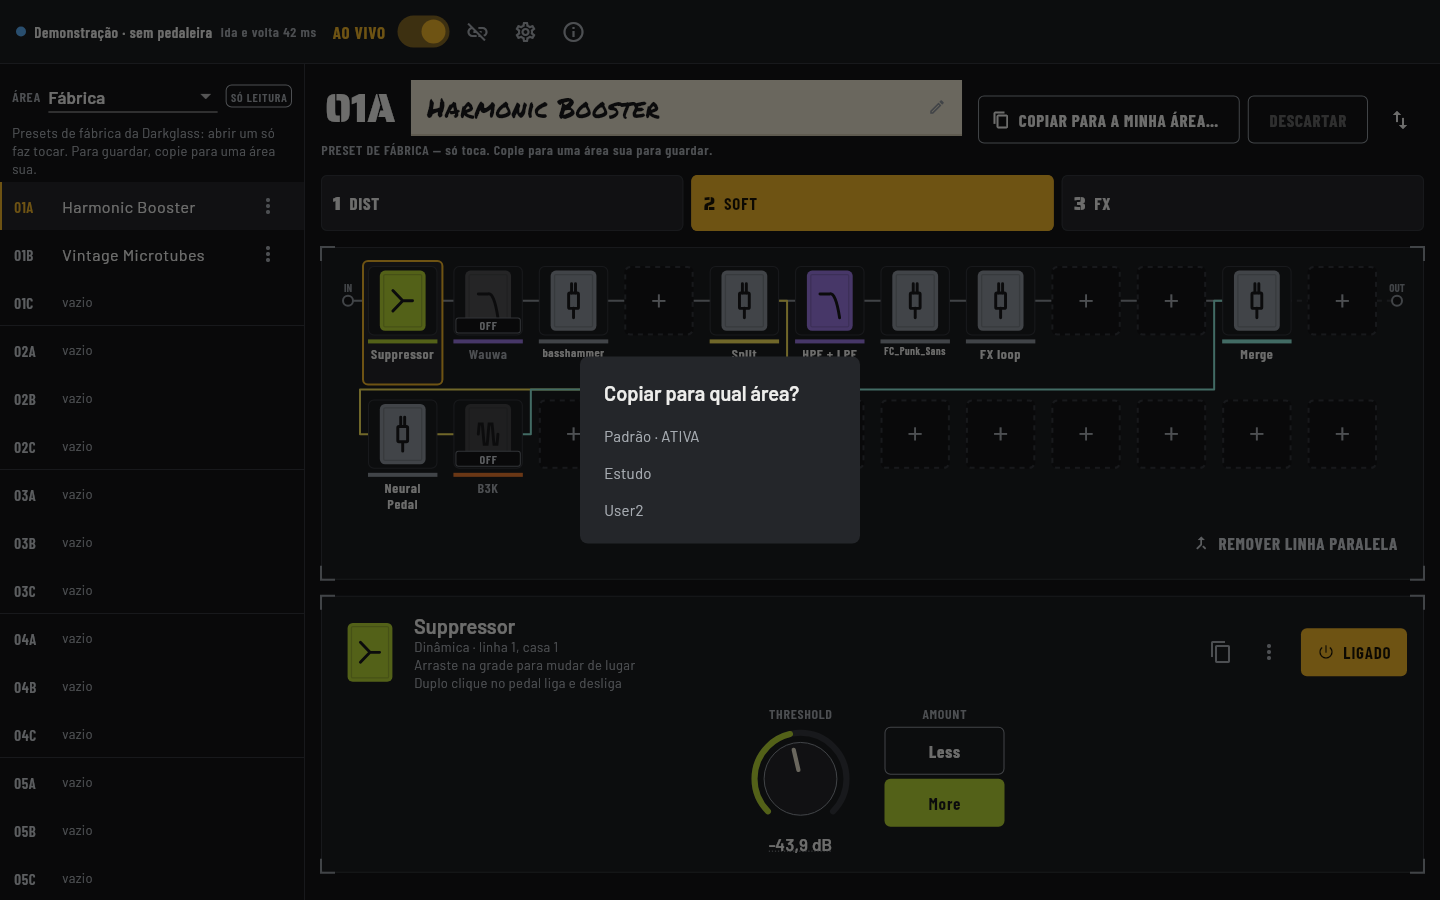 Demonstração · sem pedaleira Ida e volta 42 ms AO VIVO
ÁREA Fábrica SÓ LEITURA
Presets de fábrica da Darkglass: abrir um só
faz tocar. Para guardar, copie para uma área
sua.
01A Harmonic Booster
01B Vintage Microtubes
01C vazio
02A vazio
02B vazio
02C vazio
03A vazio
03B vazio
03C vazio
04A vazio
04B vazio
04C vazio
05A vazio
05B vazio
05C vazio
01A Harmonic Booster
COPIAR PARA A MINHA ÁREA...
DESCARTAR
PRESET DE FÁBRICA — só toca. Copie para uma área sua para guardar.
1 DIST
2 SOFT
3 FX
IN
OUT
OFF
Suppressor
Wauwa
basshammer
Split
HPF + LPF
FC_Punk_Sans
FX loop
Merge
OFF
Neural
Pedal
B3K
Copiar para qual área?
Padrão · ATIVA
Estudo
User2
REMOVER LINHA PARALELA
Suppressor
Dinâmica · linha 1, casa 1
Arraste na grade para mudar de lugar
Duplo clique no pedal liga e desliga
LIGADO
THRESHOLD
-43,9 dB
AMOUNT
Less
More